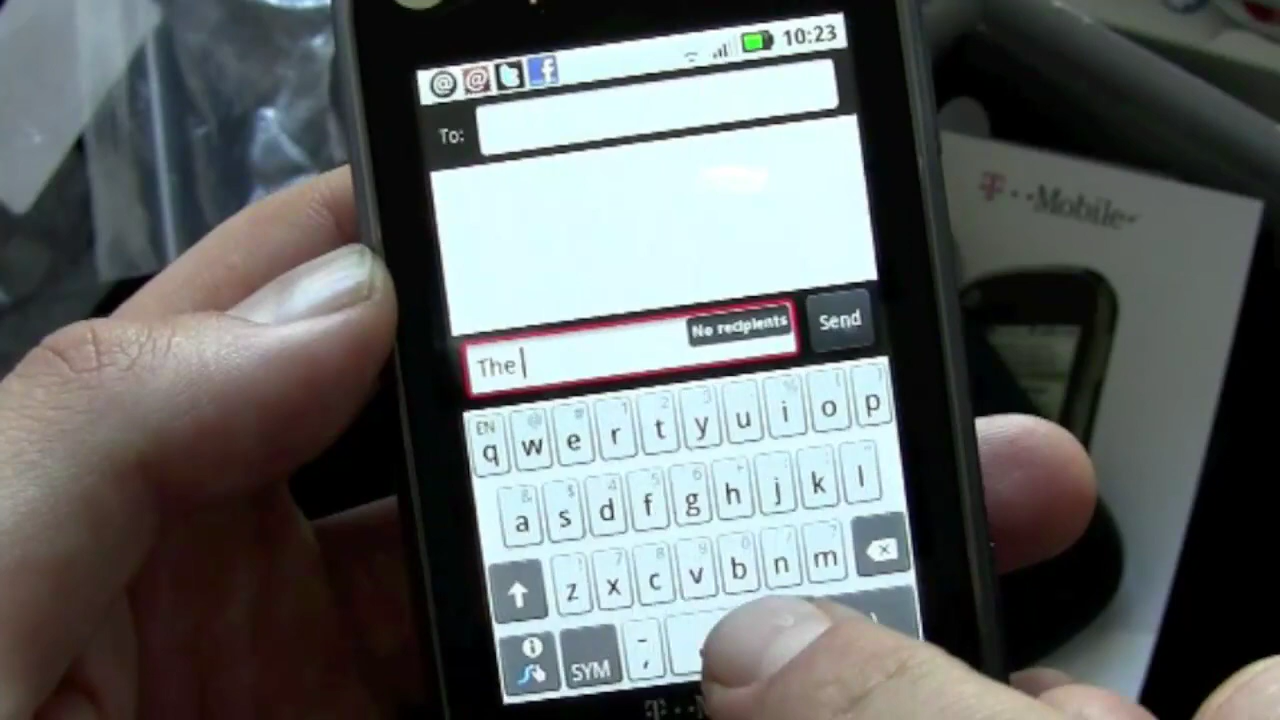 10:23
To:
The
No recipients
Send
EN
q w e r t y u i o p
a s d f g h j k l
z x c v b n m
SYM
T··Mobile